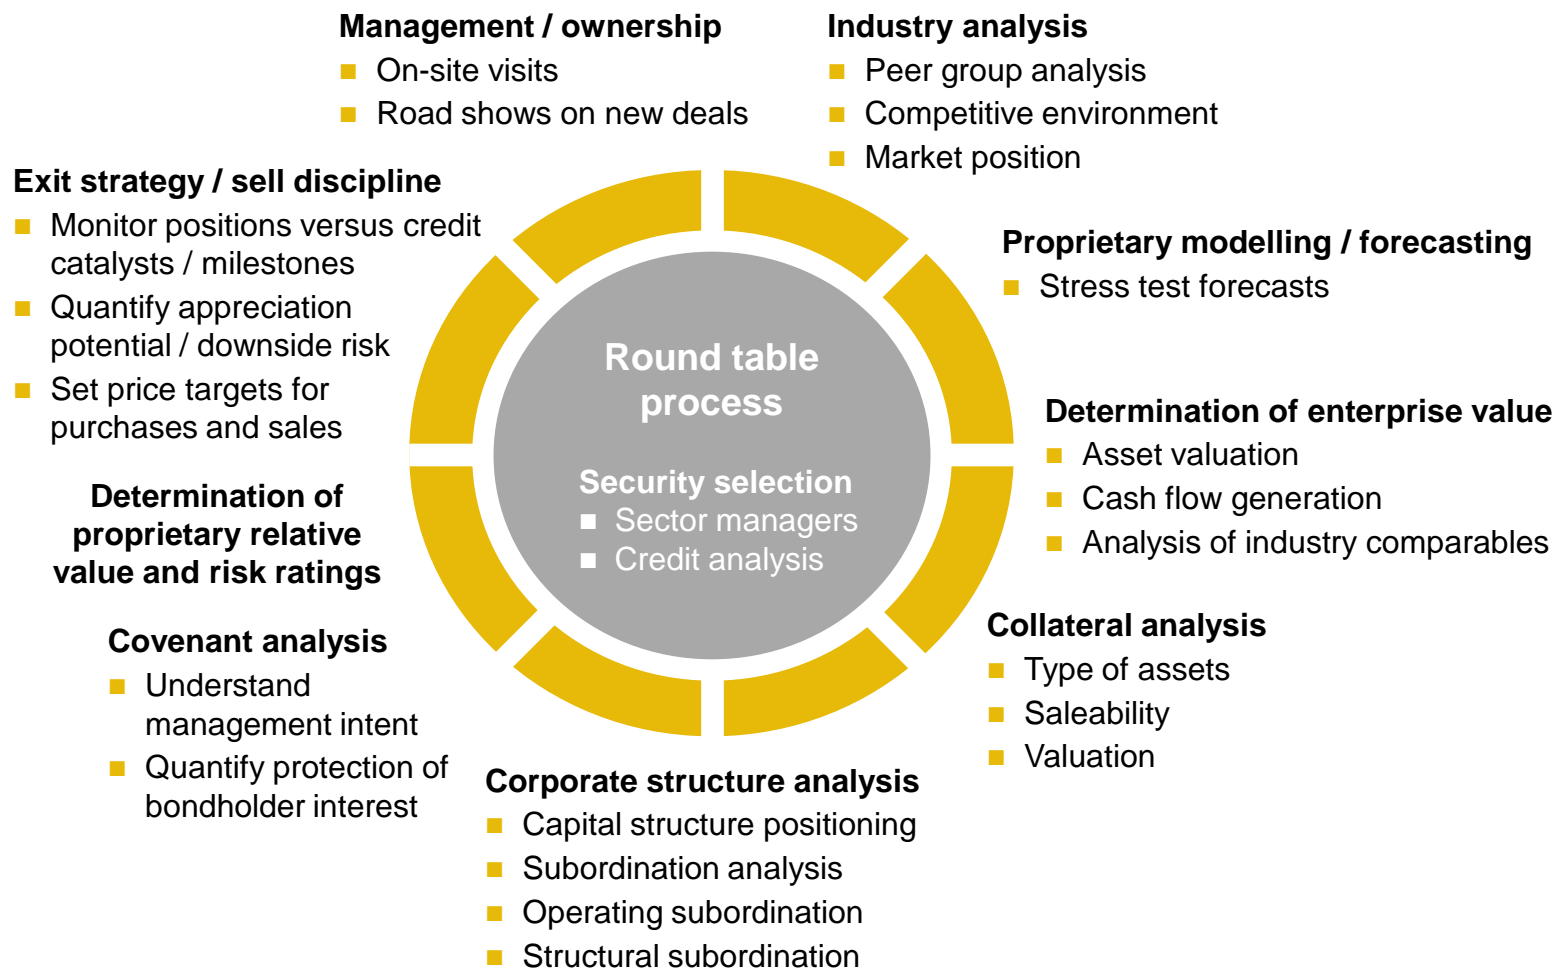 Management / ownership
■ On-site visits
■ Road shows on new deals
Industry analysis
■ Peer group analysis
■ Competitive environment
■ Market position
Proprietary modelling / forecasting
■ Stress test forecasts
Determination of enterprise value
■ Asset valuation
■ Cash flow generation
■ Analysis of industry comparables
Collateral analysis
■ Type of assets
■ Saleability
■ Valuation
Corporate structure analysis
■ Capital structure positioning
■ Subordination analysis
■ Operating subordination
■ Structural subordination
Covenant analysis
■ Understand
management intent
■ Quantify protection of
bondholder interest
Determination of
proprietary relative
value and risk ratings
Exit strategy / sell discipline
■ Monitor positions versus credit
catalysts / milestones
■ Quantify appreciation
potential / downside risk
■ Set price targets for
purchases and sales
Round table
process
Security selection
■ Sector managers
■ Credit analysis